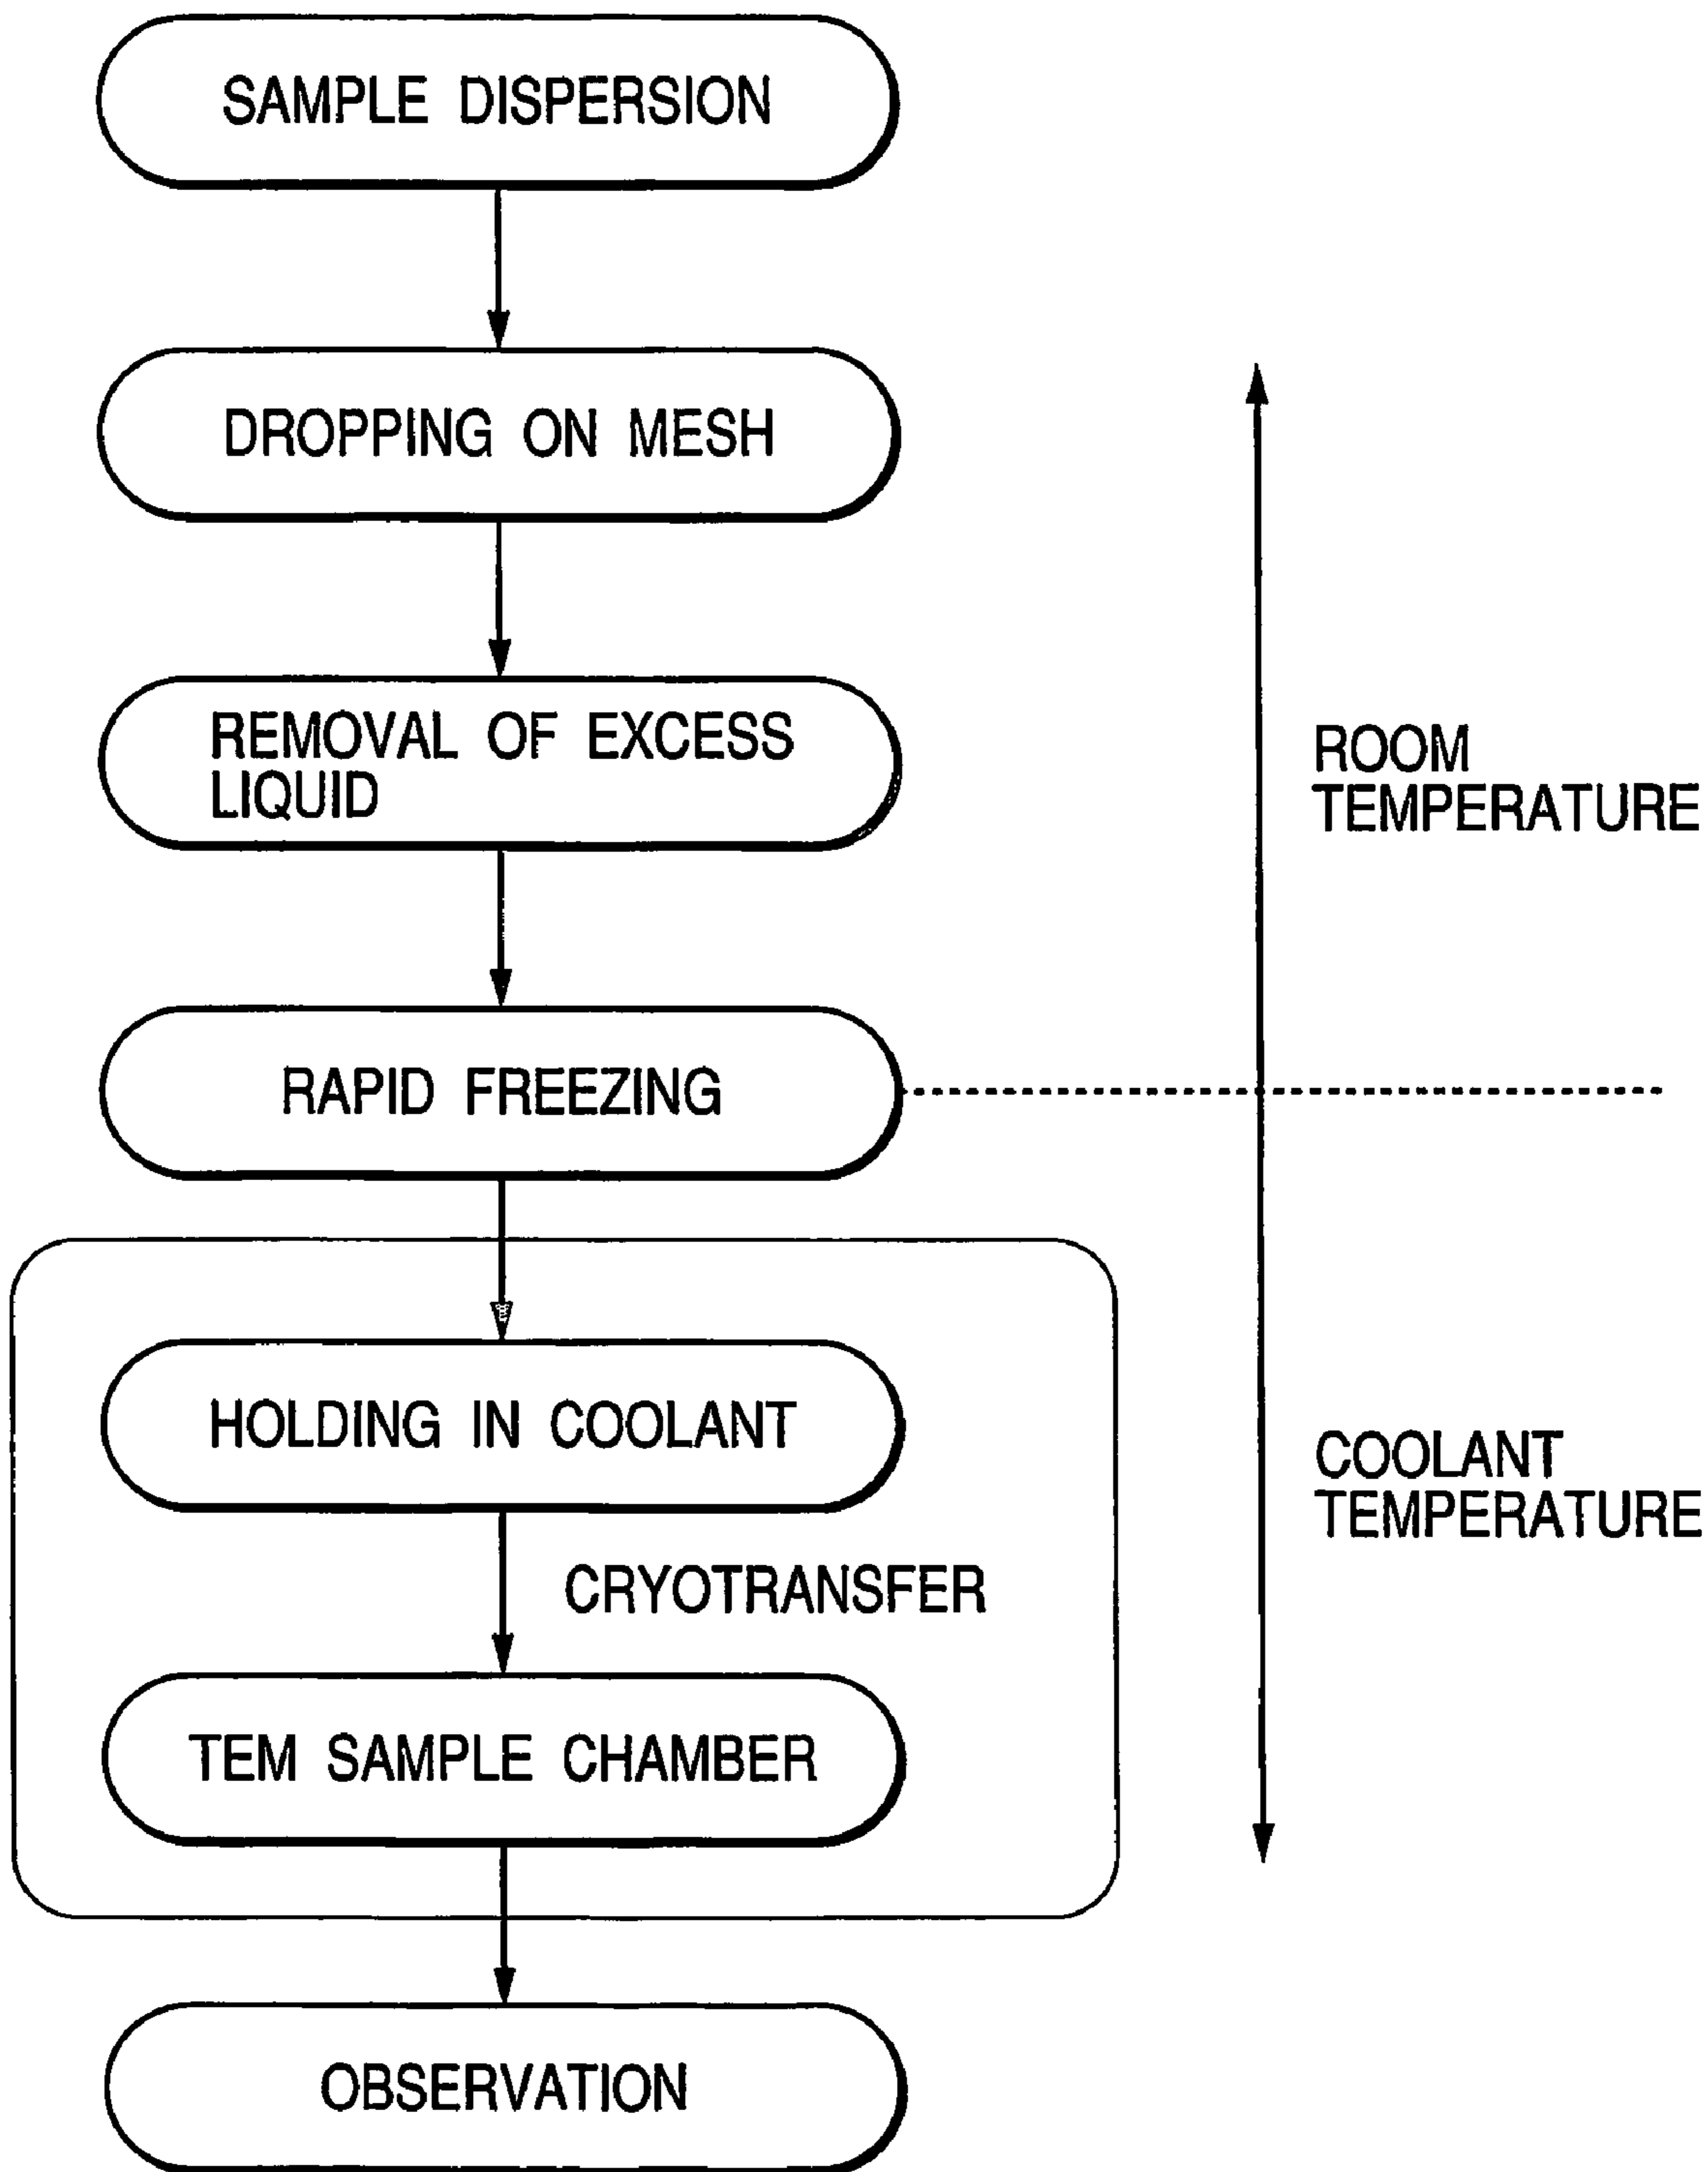 SAMPLE DISPERSION
DROPPING ON MESH
REMOVAL OF EXCESS
LIQUID
ROOM
TEMPERATURE
RAPID FREEZING
HOLDING IN COOLANT
COOLANT
TEMPERATURE
CRYOTRANSFER
TEM SAMPLE CHAMBER
OBSERVATION